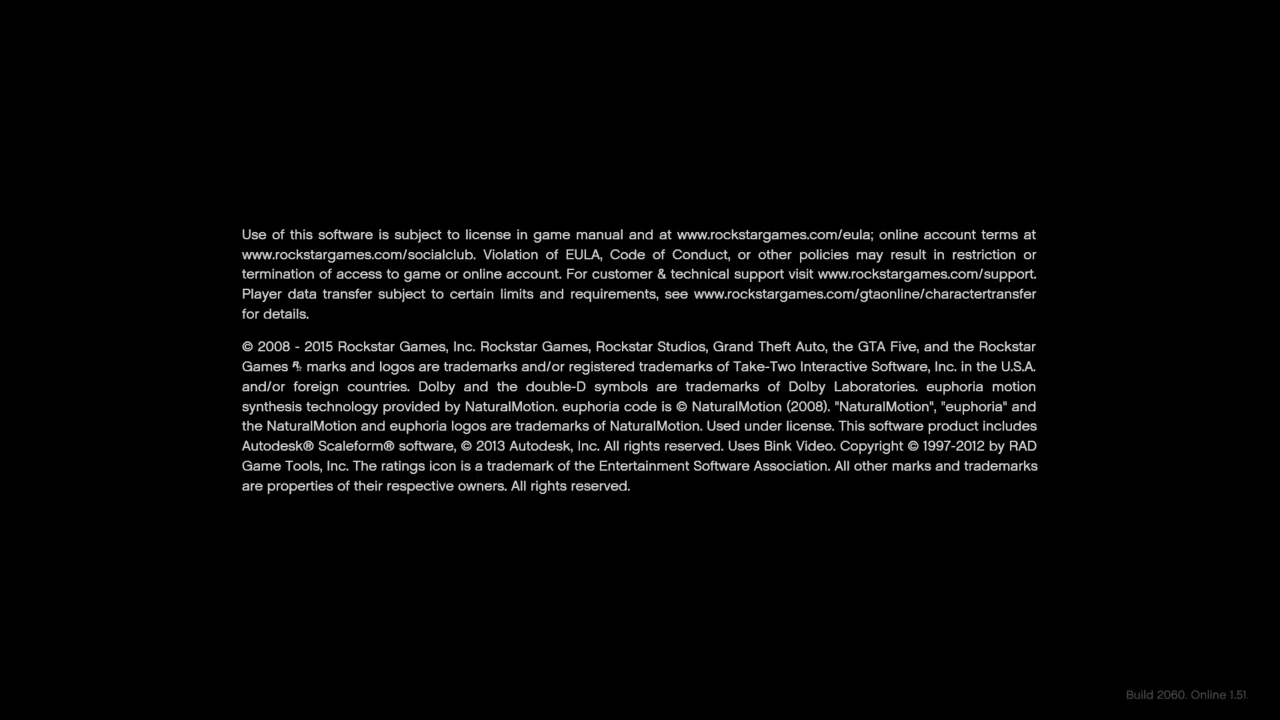 Use of this software is subject to license in game manual and at www.rockstargames.com/eula; online account terms at
www.rockstargames.com/socialclub. Violation of EULA, Code of Conduct, or other policies may result in restriction or
termination of access to game or online account. For customer & technical support visit www.rockstargames.com/support.
Player data transfer subject to certain limits and requirements, see www.rockstargames.com/gtaonline/charactertransfer
for details.
© 2008 - 2015 Rockstar Games, Inc. Rockstar Games, Rockstar Studios, Grand Theft Auto, the GTA Five, and the Rockstar
Games R* marks and logos are trademarks and/or registered trademarks of Take-Two Interactive Software, Inc. in the U.S.A.
and/or foreign countries. Dolby and the double-D symbols are trademarks of Dolby Laboratories. euphoria motion
synthesis technology provided by NaturalMotion. euphoria code is © NaturalMotion (2008). "NaturalMotion", "euphoria" and
the NaturalMotion and euphoria logos are trademarks of NaturalMotion. Used under license. This software product includes
Autodesk® Scaleform® software, © 2013 Autodesk, Inc. All rights reserved. Uses Bink Video. Copyright © 1997-2012 by RAD
Game Tools, Inc. The ratings icon is a trademark of the Entertainment Software Association. All other marks and trademarks
are properties of their respective owners. All rights reserved.
Build 2060. Online 1.51.